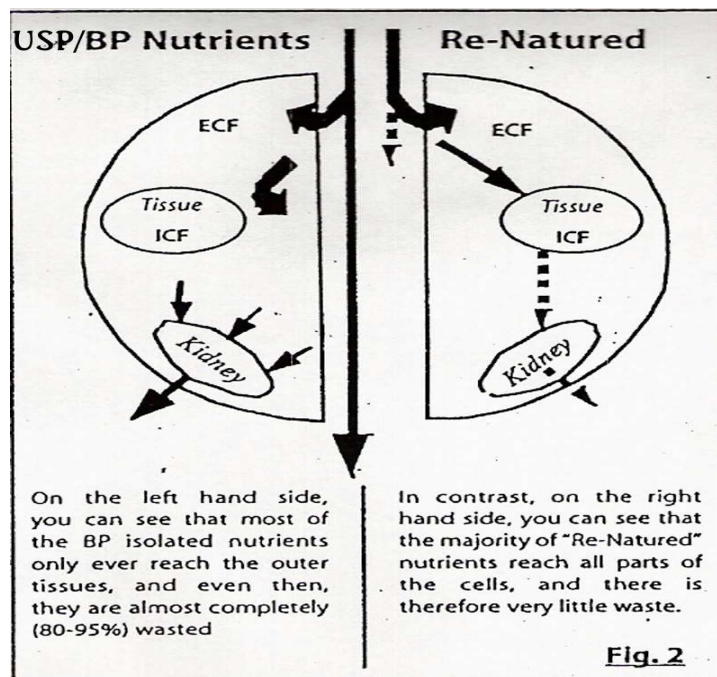 USP/BP Nutrients
Re-Natured
ECF
Tissue
ICF
Kidney
ECF
Tissue
ICF
Kidney
On the left hand side,
you can see that most of
the BP isolated nutrients
only ever reach the outer
tissues, and even then,
they are almost completely
(80-95%) wasted
In contrast, on the right
hand side, you can see that
the majority of "Re-Natured"
nutrients reach all parts of
the cells, and there is
therefore very little waste.
Fig. 2